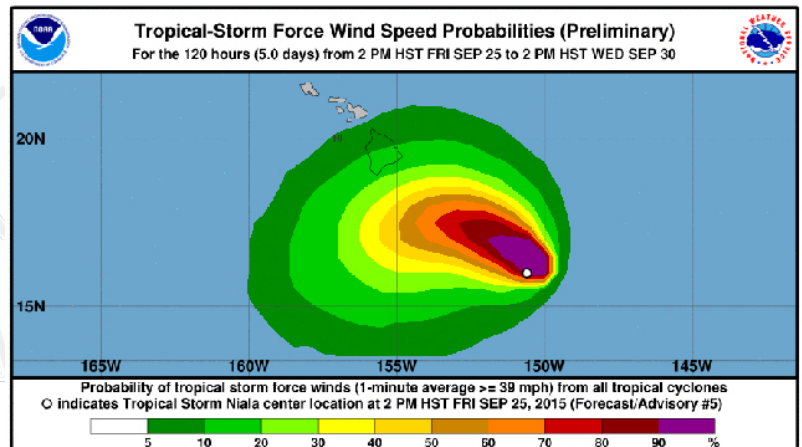 Tropical-Storm Force Wind Speed Probabilities (Preliminary)
For the 120 hours (5.0 days) from 2 PM HST FRI SEP 25 to 2 PM HST WED SEP 30
NOAA
20N
15N
165W 160W 155W 150W 145W
Probability of tropical storm force winds (1-minute average >= 39 mph) from all tropical cyclones
O indicates Tropical Storm Niala center location at 2 PM HST FRI SEP 25, 2015 (Forecast/Advisory #5)
5 10 20 30 40 50 60 70 80 90 %